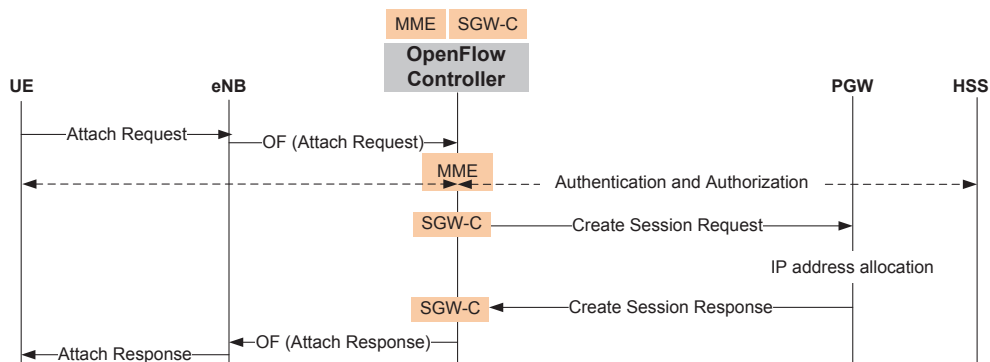 MME SGW-C
OpenFlow
Controller
UE eNB PGW HSS
Attach Request
OF (Attach Request)
MME
Authentication and Authorization
SGW-C Create Session Request
IP address allocation
SGW-C Create Session Response
OF (Attach Response)
Attach Response